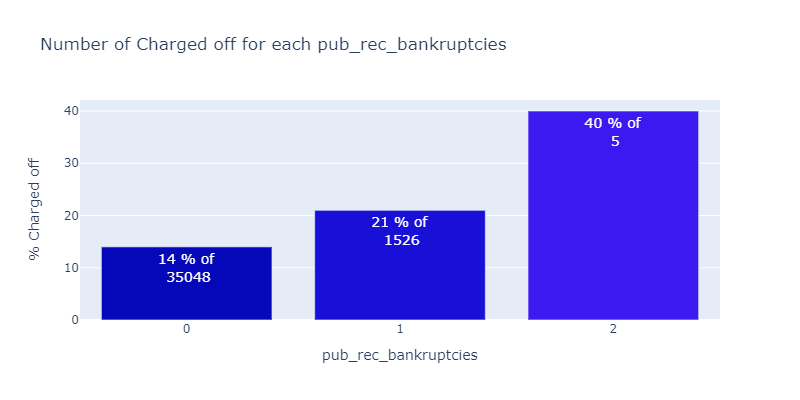 Number of Charged off for each pub_rec_bankruptcies
% Charged off
40
30
20
10
0
14 % of
35048
21 % of
1526
40 % of
5
0
1
2
pub_rec_bankruptcies